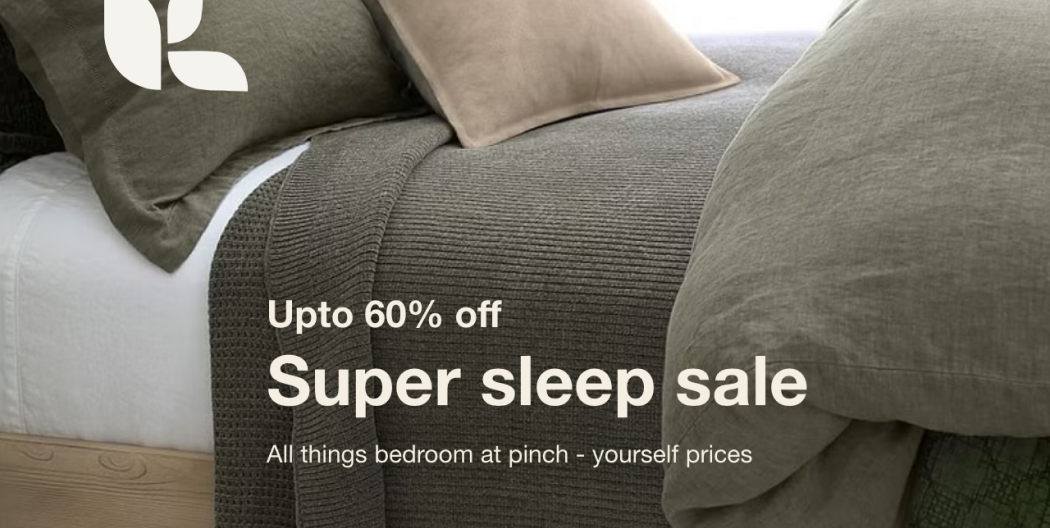 Upto 60% off
Super sleep sale
All things bedroom at pinch - yourself prices